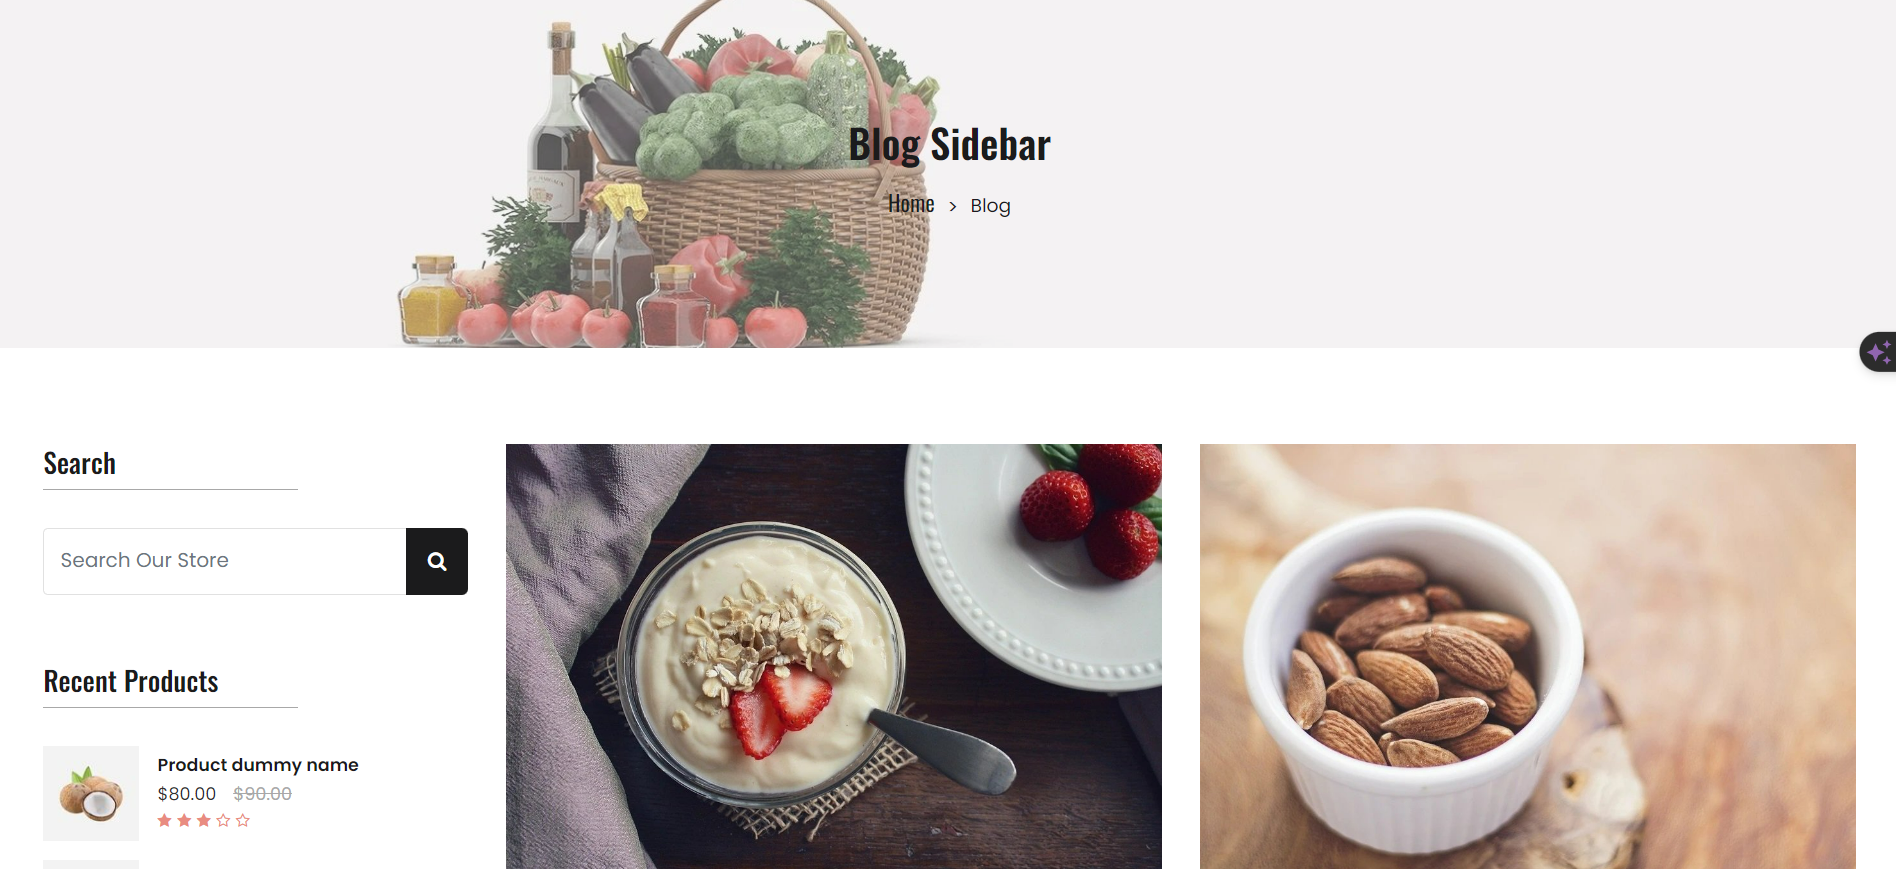 Blog Sidebar
Home > Blog
Search
Search Our Store
Recent Products
Product dummy name
$80.00 $90.00